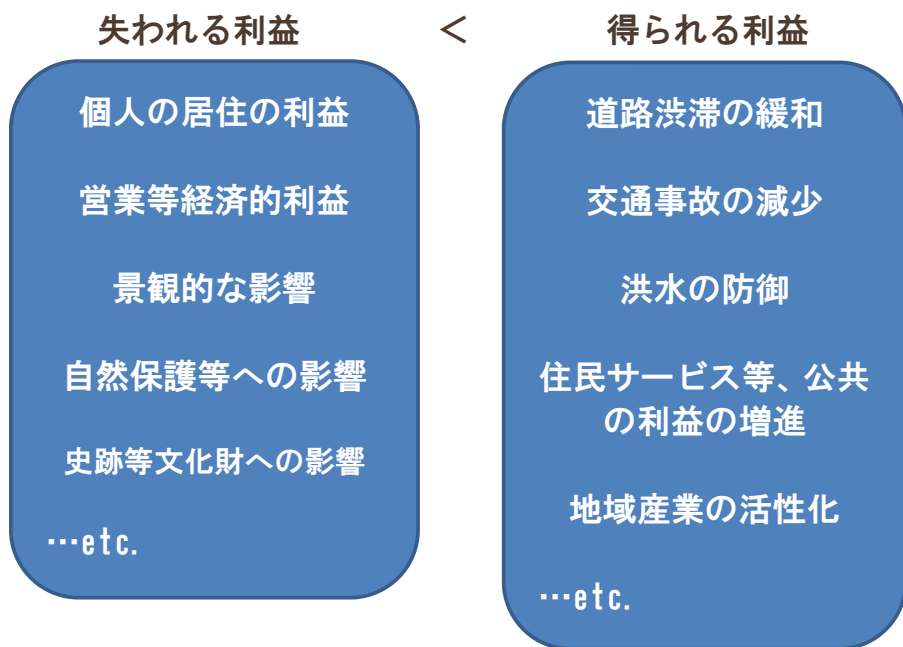 失われる利益 ＜ 得られる利益
個人の居住の利益
営業等経済的利益
景観的な影響
自然保護等への影響
史跡等文化財への影響
…etc.
道路渋滞の緩和
交通事故の減少
洪水の防御
住民サービス等、公共
の利益の増進
地域産業の活性化
…etc.